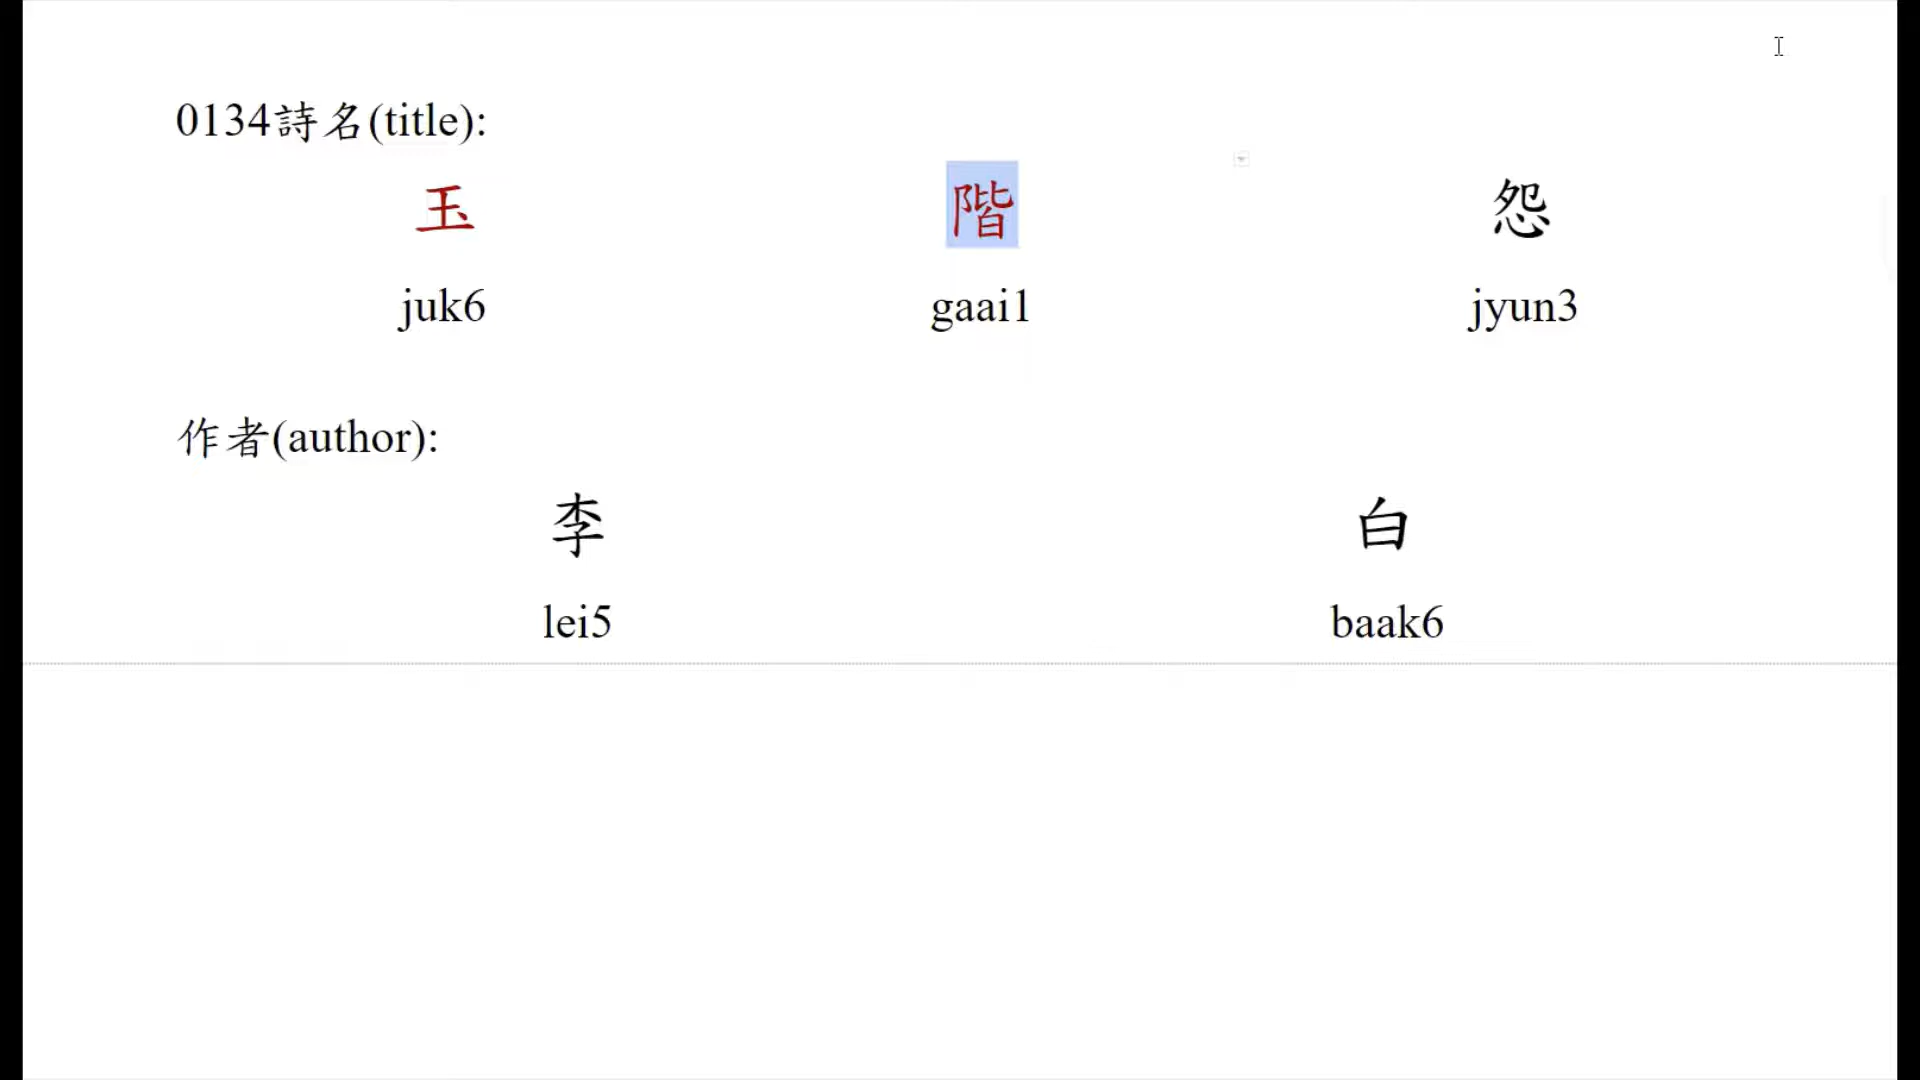 0134詩名(title):
玉 階 怨
juk6 gaai1 jyun3
作者(author):
李 白
lei5 baak6